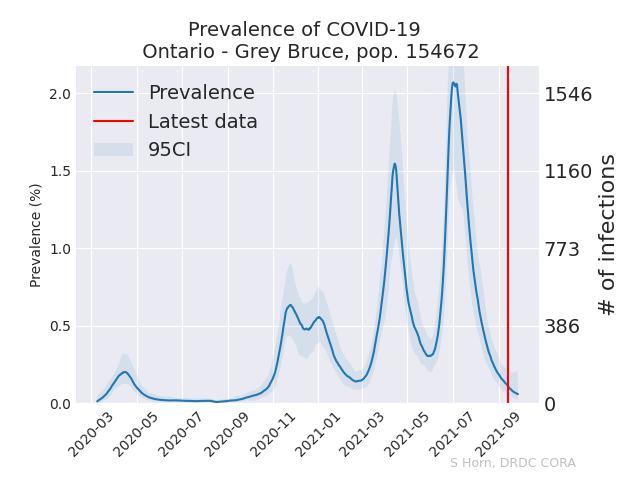 Prevalence of COVID-19
Ontario - Grey Bruce, pop. 154672
Prevalence
Latest data
95CI
Prevalence (%)
2.0
1.5
1.0
0.5
0.0
1546
1160
773
386
0
# of infections
2020-03
2020-05
2020-07
2020-09
2020-11
2021-01
2021-03
2021-05
2021-07
2021-09
S Horn, DRDC CORA